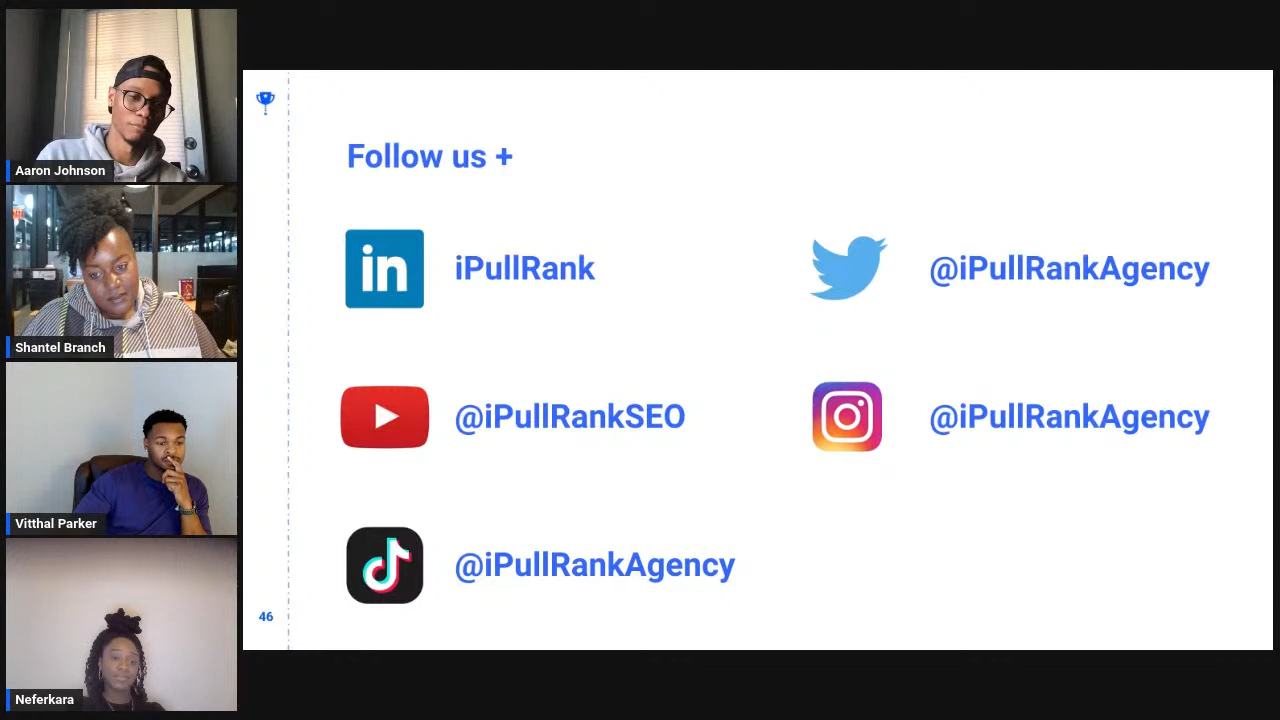 Aaron Johnson
Shantel Branch
Vitthal Parker
Neferkara
Follow us +
in iPullRank
@iPullRankAgency
@iPullRankSEO
@iPullRankAgency
@iPullRankAgency
46